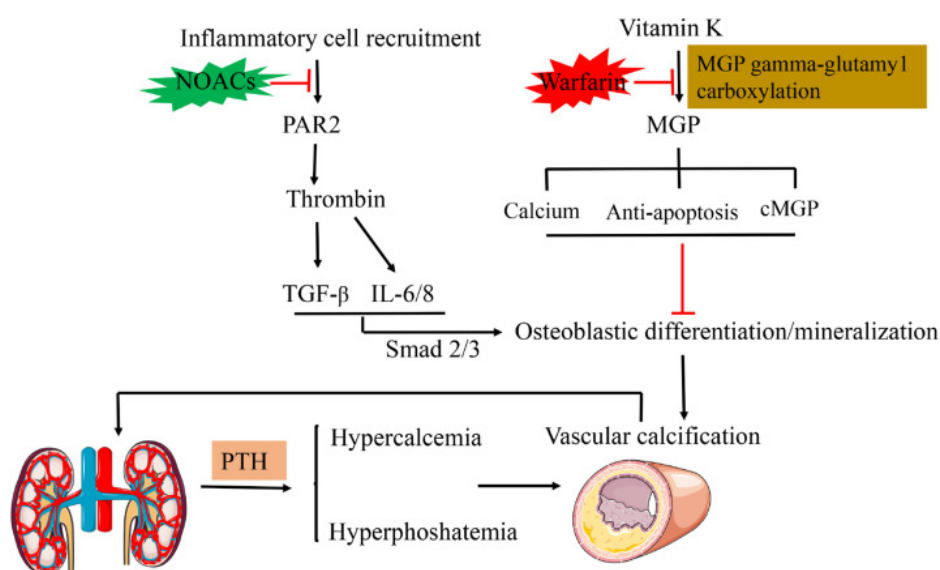 Inflammatory cell recruitment
NOACs
PAR2
Thrombin
TGF-β IL-6/8
Smad 2/3
Vitamin K
Warfarin
MGP gamma-glutamyl
carboxylation
MGP
Calcium Anti-apoptosis cMGP
Osteoblastic differentiation/mineralization
Vascular calcification
PTH
Hypercalcemia
Hyperphoshatemia